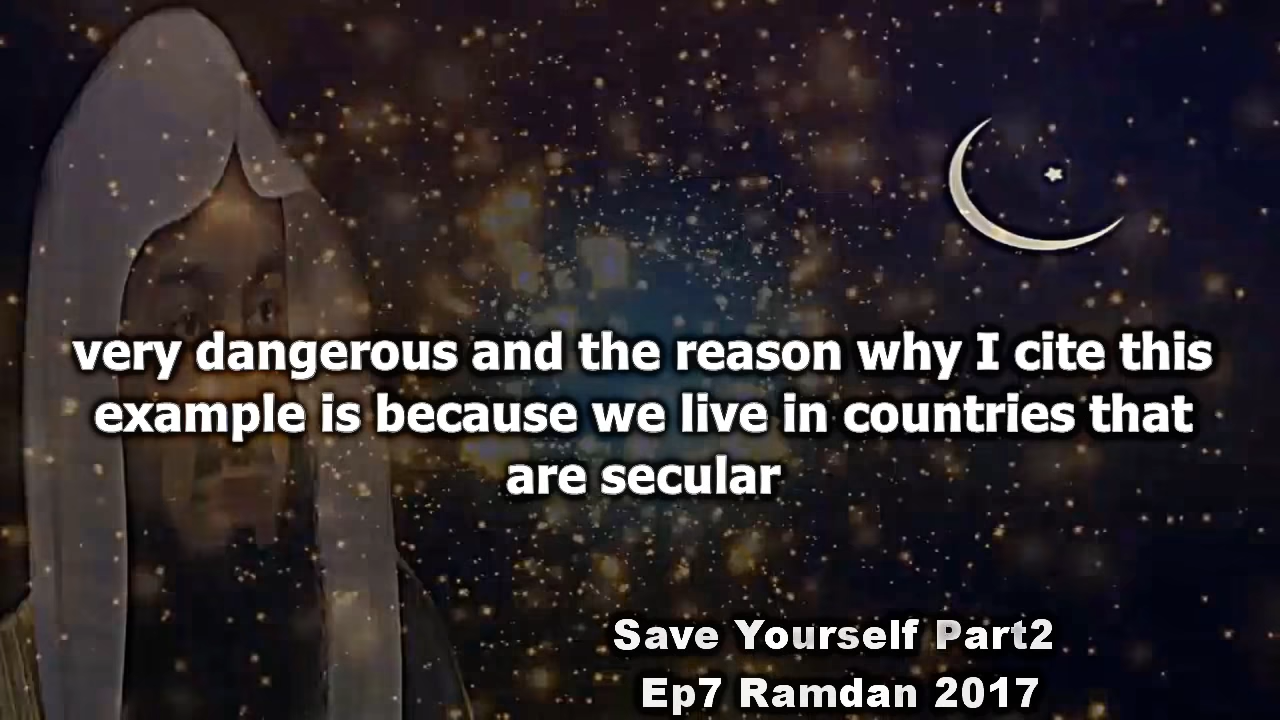 very dangerous and the reason why I cite this
example is because we live in countries that
are secular
Save Yourself Part2
Ep7 Ramdan 2017